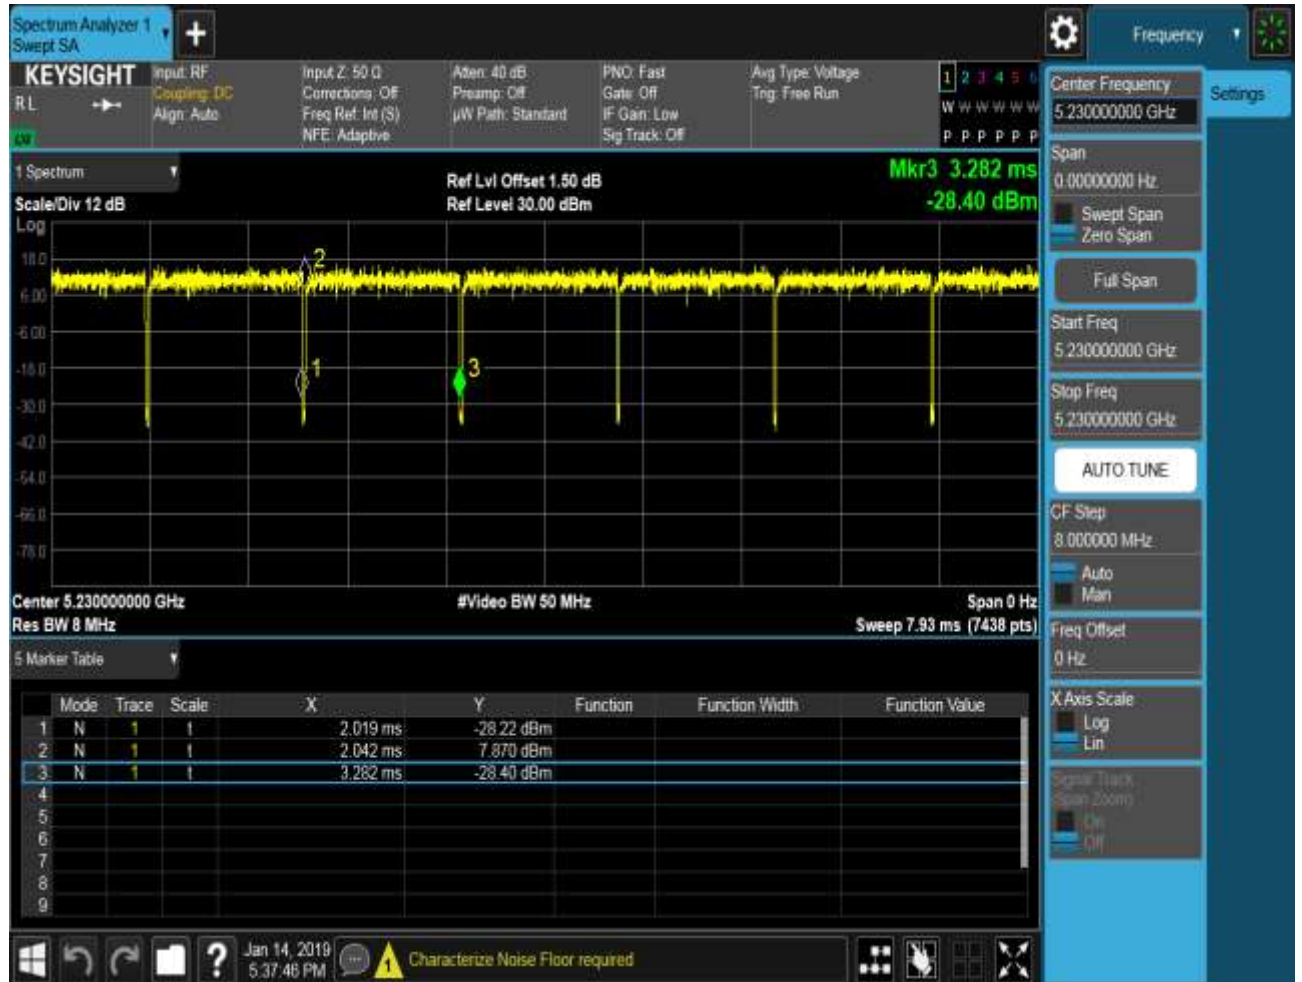 Spectrum Analyzer 1
Swept SA
Frequency
KEYSIGHT
RL
Input: RF
Coupling: DC
Align: Auto
Input Z: 50 Ω
Corrections: Off
Freq Ref: Int (S)
NFE: Adaptive
Atten: 40 dB
Preamp: Off
µW Path: Standard
PNO: Fast
Gate: Off
IF Gain: Low
Sig Track: Off
Avg Type: Voltage
Trig: Free Run
1 2 3 4 5 6
W W W W W W
P P P P P P
1 Spectrum
Scale/Div 12 dB
Ref Lvl Offset 1.50 dB
Ref Level 30.00 dBm
Mkr3 3.282 ms
-28.40 dBm
Log
18.0
6.00
-6.00
-18.0
-30.0
-42.0
-54.0
-66.0
-78.0
2
1
3
Center 5.230000000 GHz
#Video BW 50 MHz
Span 0 Hz
Res BW 8 MHz
Sweep 7.93 ms (7438 pts)
5 Marker Table
Mode Trace Scale X Y Function Function Width Function Value
1 N 1 t 2.019 ms -28.22 dBm
2 N 1 t 2.042 ms 7.870 dBm
3 N 1 t 3.282 ms -28.40 dBm
4
5
6
7
8
9
Jan 14, 2019
5:37:46 PM
Characterize Noise Floor required
Center Frequency
5.230000000 GHz
Settings
Span
0.00000000 Hz
Swept Span
Zero Span
Full Span
Start Freq
5.230000000 GHz
Stop Freq
5.230000000 GHz
AUTO TUNE
CF Step
8.000000 MHz
Auto
Man
Freq Offset
0 Hz
X Axis Scale
Log
Lin
Signal Track
(Span Zoom)
On
Off